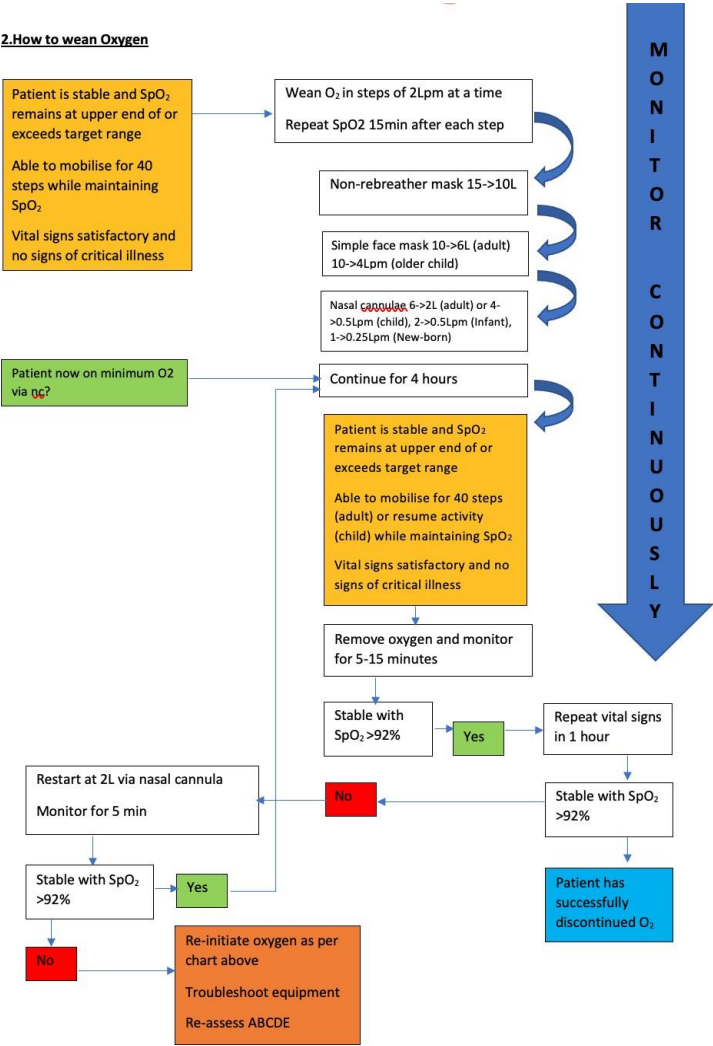 2.How to wean Oxygen
Patient is stable and SpO₂
remains at upper end of or
exceeds target range
Able to mobilise for 40
steps while maintaining
SpO₂
Vital signs satisfactory and
no signs of critical illness
Wean O₂ in steps of 2Lpm at a time
Repeat SpO2 15min after each step
Non-rebreather mask 15->10L
Simple face mask 10->6L (adult)
10->4Lpm (older child)
Nasal cannulae 6->2L (adult) or 4-
>0.5Lpm (child), 2->0.5Lpm (Infant),
1->0.25Lpm (New-born)
Patient now on minimum O2
via nc?
Continue for 4 hours
Patient is stable and SpO₂
remains at upper end of or
exceeds target range
Able to mobilise for 40 steps
(adult) or resume activity
(child) while maintaining SpO₂
Vital signs satisfactory and no
signs of critical illness
Remove oxygen and monitor
for 5-15 minutes
Stable with
SpO₂ >92%
Yes
Repeat vital signs
in 1 hour
Stable with SpO₂
>92%
No
Patient has
successfully
discontinued O₂
Restart at 2L via nasal cannula
Monitor for 5 min
Stable with SpO₂
>92%
Yes
No
Re-initiate oxygen as per
chart above
Troubleshoot equipment
Re-assess ABCDE
MONITOR CONTINUOUSLY